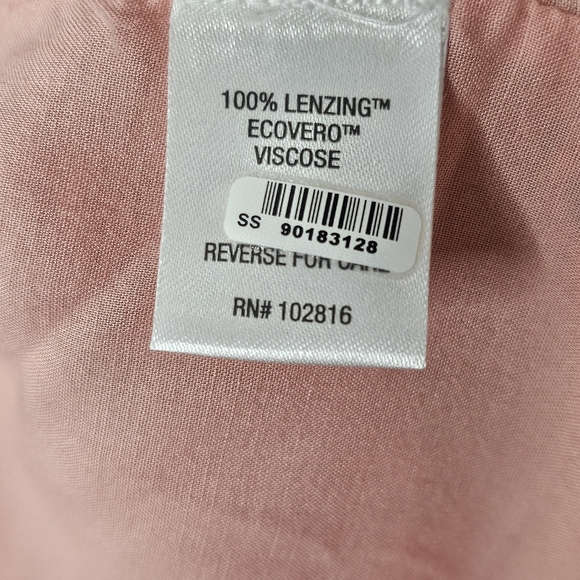 100% LENZING™
ECOVERO™
VISCOSE
SS 90183128
REVERSE FOR CARE
RN# 102816